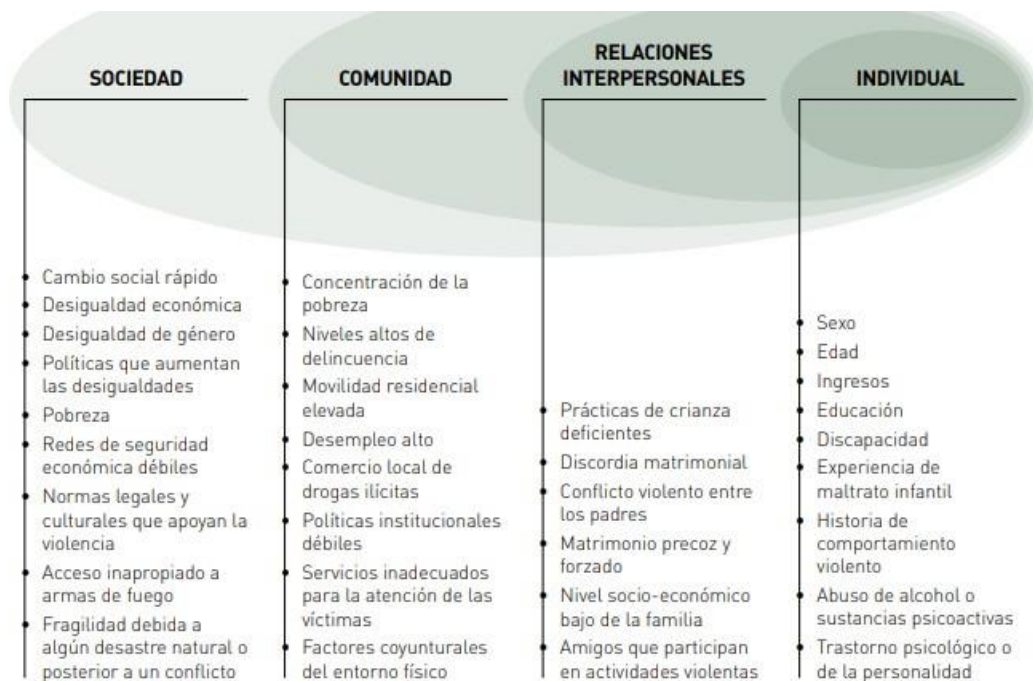 SOCIEDAD
Cambio social rápido
Desigualdad económica
Desigualdad de género
Políticas que aumentan
las desigualdades
Pobreza
Redes de seguridad
económica débiles
Normas legales y
culturales que apoyan la
violencia
Acceso inapropiado a
armas de fuego
Fragilidad debida a
algún desastre natural o
posterior a un conflicto
COMUNIDAD
Concentración de la
pobreza
Niveles altos de
delincuencia
Movilidad residencial
elevada
Desempleo alto
Comercio local de
drogas ilícitas
Políticas institucionales
débiles
Servicios inadecuados
para la atención de las
víctimas
Factores coyunturales
del entorno físico
RELACIONES
INTERPERSONALES
Prácticas de crianza
deficientes
Discordia matrimonial
Conflicto violento entre
los padres
Matrimonio precoz y
forzado
Nivel socio-económico
bajo de la familia
Amigos que participan
en actividades violentas
INDIVIDUAL
Sexo
Edad
Ingresos
Educación
Discapacidad
Experiencia de
maltrato infantil
Historia de
comportamiento
violento
Abuso de alcohol o
sustancias psicoactivas
Trastorno psicológico o
de la personalidad